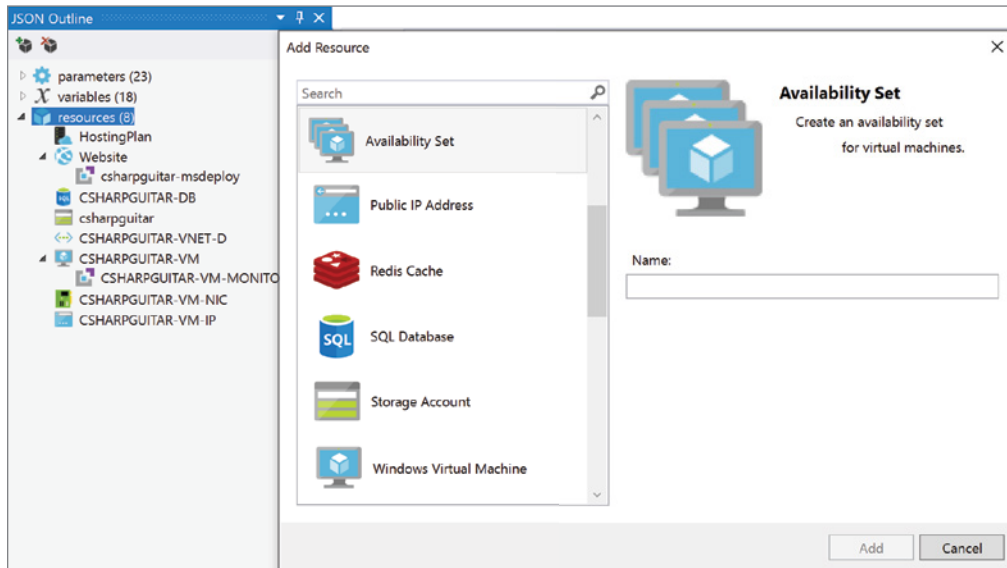 JSON Outline
parameters (23)
variables (18)
resources (8)
HostingPlan
Website
csharpguitar-msdeploy
CSHARPGUITAR-DB
csharpguitar
CSHARPGUITAR-VNET-D
CSHARPGUITAR-VM
CSHARPGUITAR-VM-MONITO
CSHARPGUITAR-VM-NIC
CSHARPGUITAR-VM-IP
Add Resource
Search
Availability Set
Public IP Address
Redis Cache
SQL
SQL Database
Storage Account
Windows Virtual Machine
Availability Set
Create an availability set
for virtual machines.
Name:
Add
Cancel